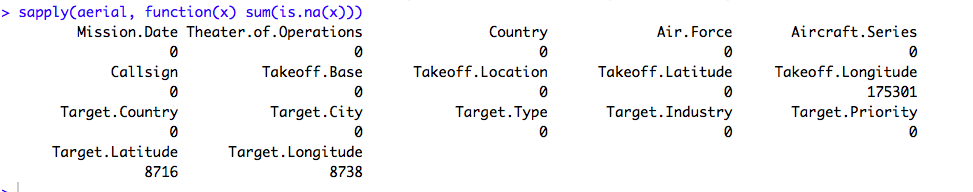 > sapply(aerial, function(x) sum(is.na(x)))
Mission.Date Theater.of.Operations Country Air.Force Aircraft.Series
0 0 0 0 0
Callsign Takeoff.Base Takeoff.Location Takeoff.Latitude Takeoff.Longitude
0 0 0 0 175301
Target.Country Target.City Target.Type Target.Industry Target.Priority
0 0 0 0 0
Target.Latitude Target.Longitude
8716 8738
>